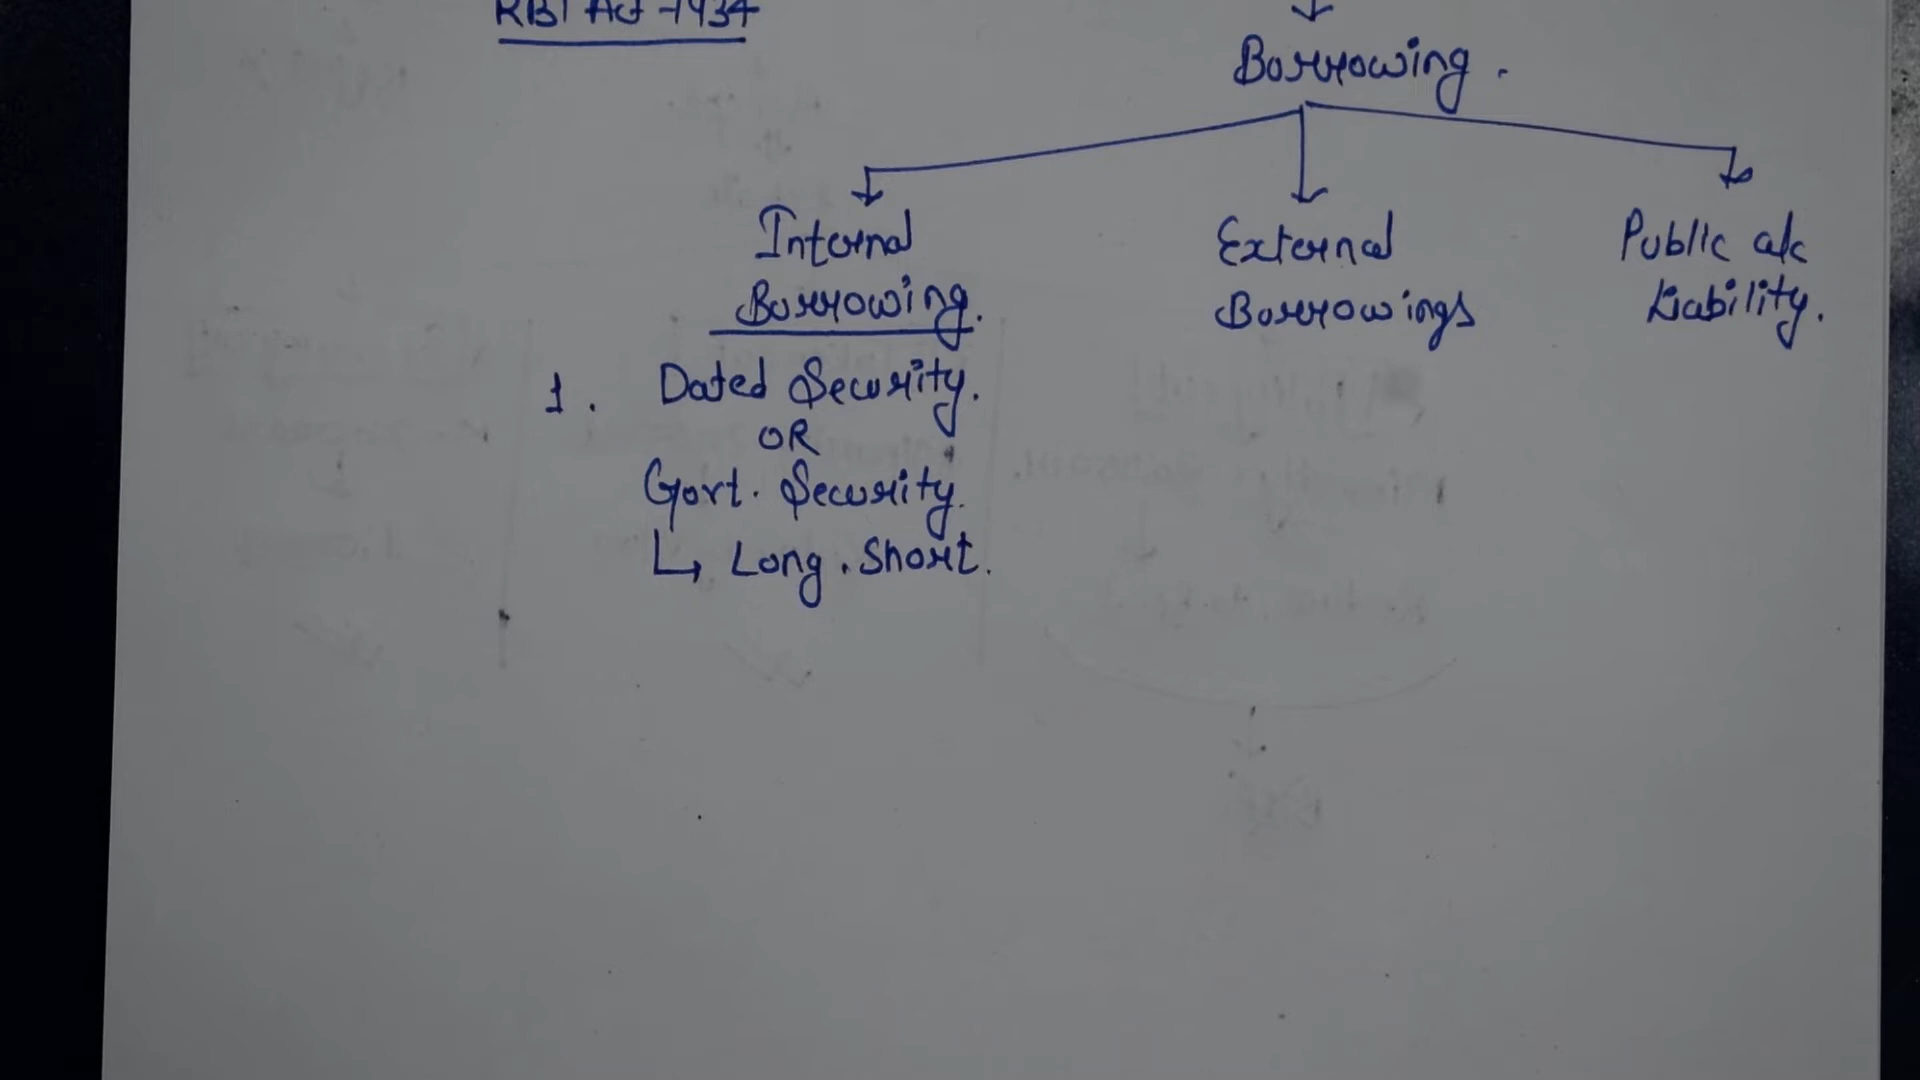 RBI Act -1934
Borrowing.
Internal
Borrowing.
External
Borrowings
Public a/c
Liability.
1. Dated Security.
OR
Govt. Security.
↳ Long. Short.